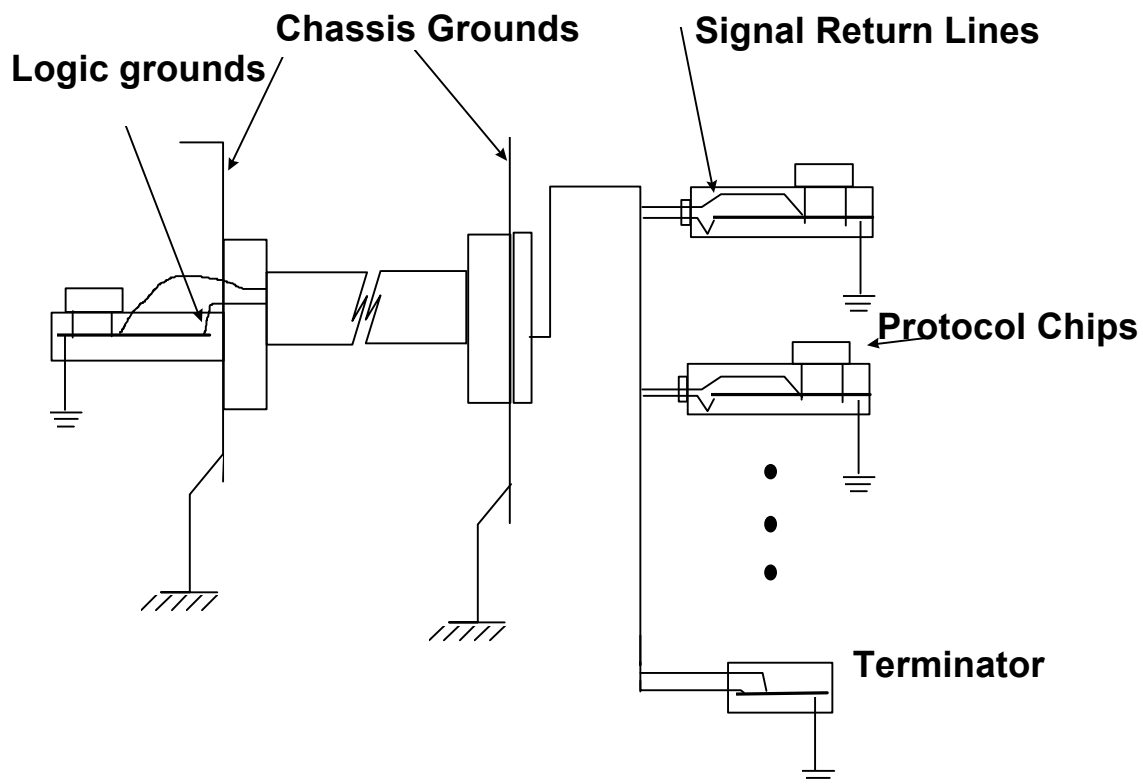 Chassis Grounds
Signal Return Lines
Logic grounds
Protocol Chips
Terminator